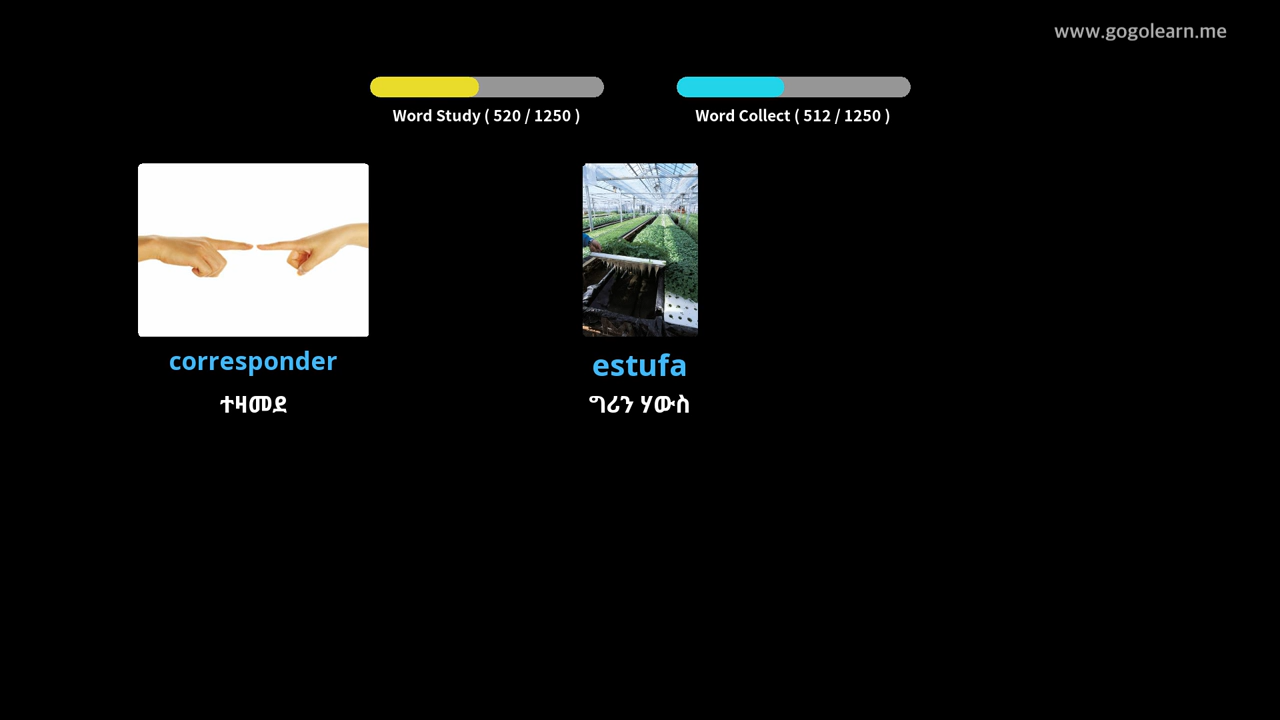 www.gogolearn.me
Word Study ( 520 / 1250 )
Word Collect ( 512 / 1250 )
corresponder
estufa
ተዛመደ
ግሪን ሃውስ